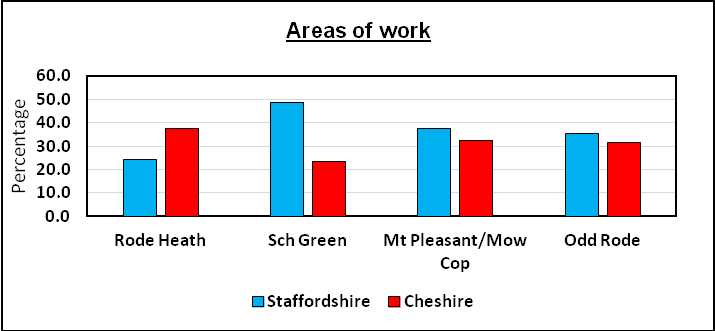 Areas of work
Percentage
60.0
50.0
40.0
30.0
20.0
10.0
0.0
Rode Heath
Sch Green
Mt Pleasant/Mow
Cop
Odd Rode
Staffordshire
Cheshire